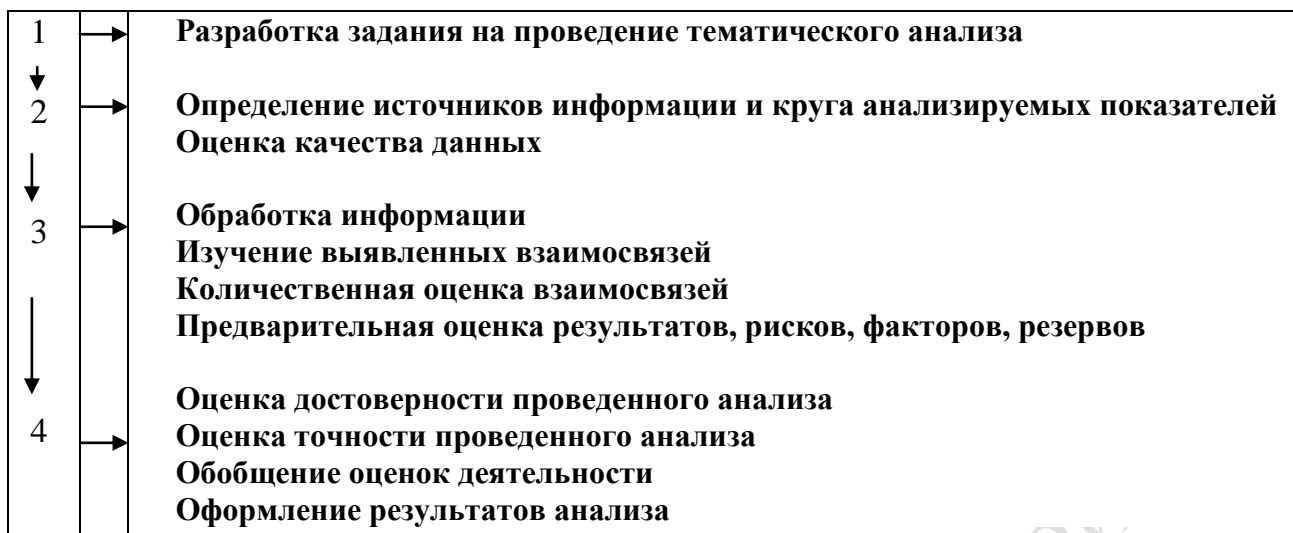 1 Разработка задания на проведение тематического анализа
2 Определение источников информации и круга анализируемых показателей
Оценка качества данных
Обработка информации
3
Изучение выявленных взаимосвязей
Количественная оценка взаимосвязей
Предварительная оценка результатов, рисков, факторов, резервов
Оценка достоверности проведенного анализа
4 Оценка точности проведенного анализа
Обобщение оценок деятельности
Оформление результатов анализа